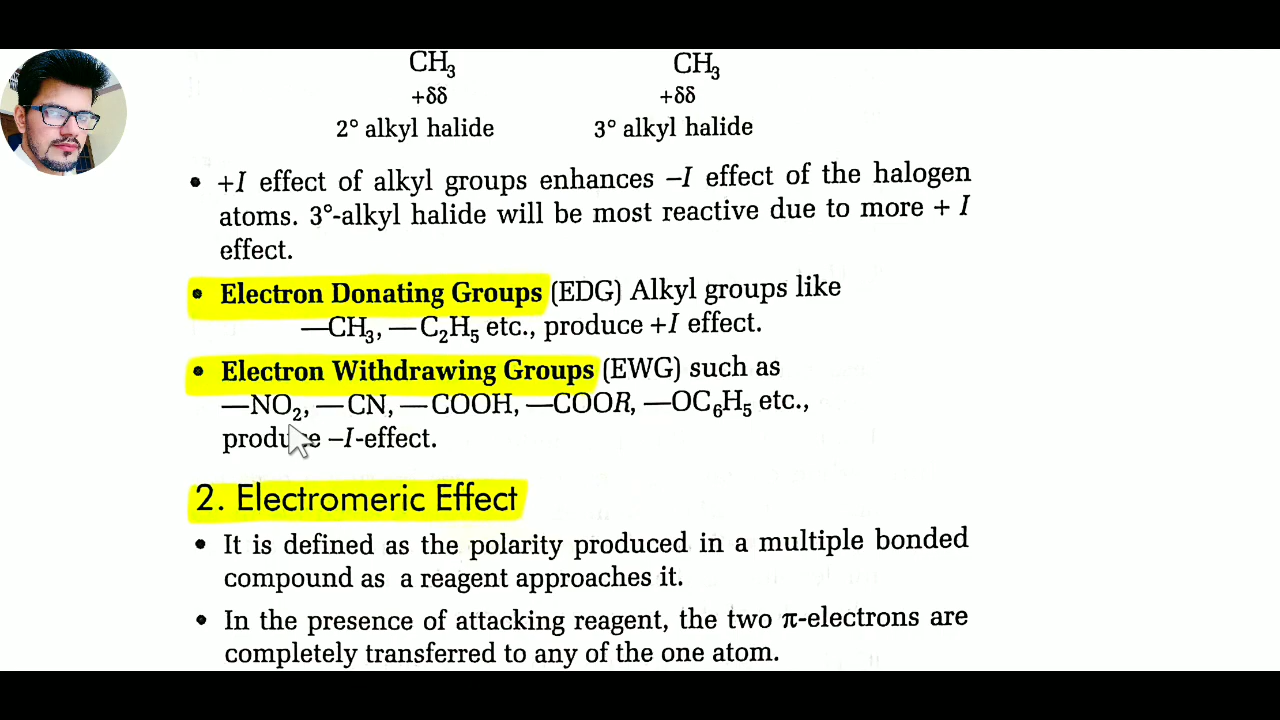 CH₃ CH₃
+δδ +δδ
2° alkyl halide 3° alkyl halide
• +I effect of alkyl groups enhances –I effect of the halogen
atoms. 3°-alkyl halide will be most reactive due to more + I
effect.
• Electron Donating Groups (EDG) Alkyl groups like
—CH₃, — C₂H₅ etc., produce +I effect.
• Electron Withdrawing Groups (EWG) such as
—NO₂, — CN, — COOH, —COOR, —OC₆H₅ etc.,
produce –I-effect.
2. Electromeric Effect
• It is defined as the polarity produced in a multiple bonded
compound as a reagent approaches it.
• In the presence of attacking reagent, the two π-electrons are
completely transferred to any of the one atom.